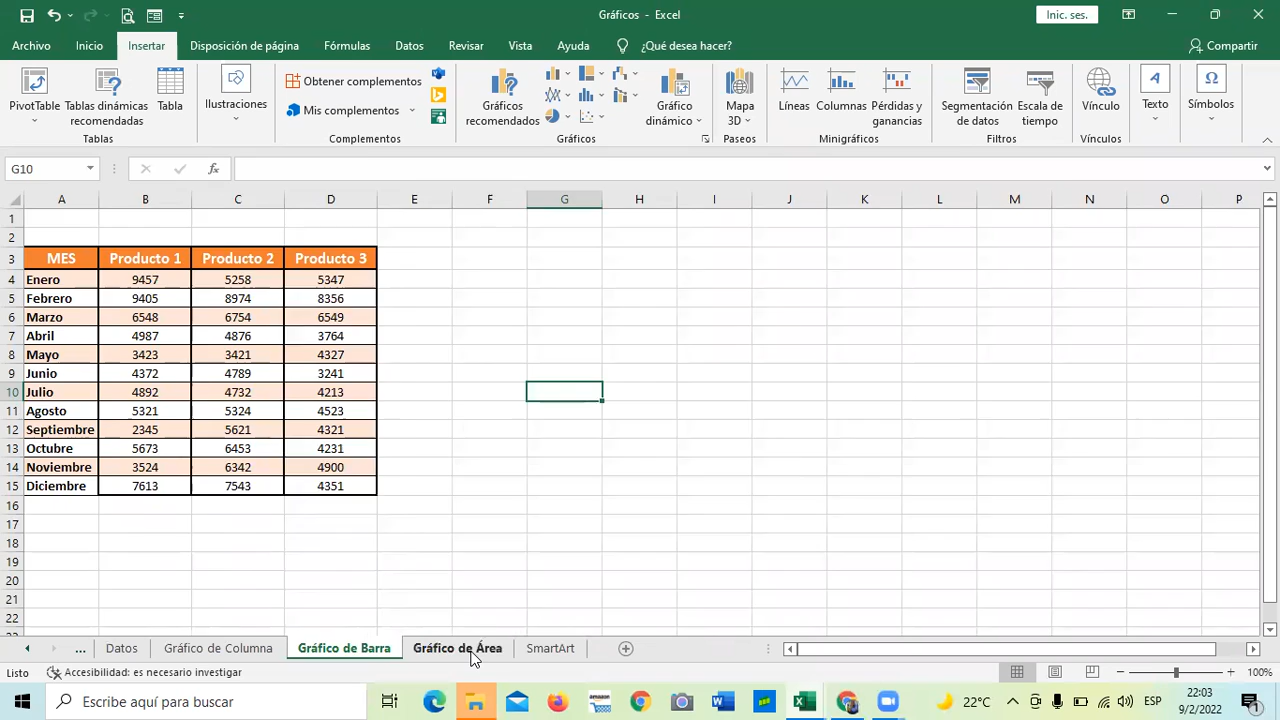 Gráficos - Excel
Inic. ses.
Archivo Inicio Insertar Disposición de página Fórmulas Datos Revisar Vista Ayuda ¿Qué desea hacer? Compartir
PivotTable
Tablas dinámicas recomendadas
Tabla
Tablas
Ilustraciones
Obtener complementos
Mis complementos
Complementos
Gráficos recomendados
Gráfico dinámico
Gráficos
Mapa 3D
Paseos
Líneas
Columnas
Pérdidas y ganancias
Minigráficos
Segmentación de datos
Escala de tiempo
Filtros
Vínculo
Vínculos
Texto
Símbolos
G10
fx
A B C D E F G H I J K L M N O P
1
2
3 MES Producto 1 Producto 2 Producto 3
4 Enero 9457 5258 5347
5 Febrero 9405 8974 8356
6 Marzo 6548 6754 6549
7 Abril 4987 4876 3764
8 Mayo 3423 3421 4327
9 Junio 4372 4789 3241
10 Julio 4892 4732 4213
11 Agosto 5321 5324 4523
12 Septiembre 2345 5621 4321
13 Octubre 5673 6453 4231
14 Noviembre 3524 6342 4900
15 Diciembre 7613 7543 4351
16
17
18
19
20
21
22
... Datos Gráfico de Columna Gráfico de Barra Gráfico de Área SmartArt
Listo Accesibilidad: es necesario investigar 100%
Escribe aquí para buscar 22°C ESP 22:03
9/2/2022